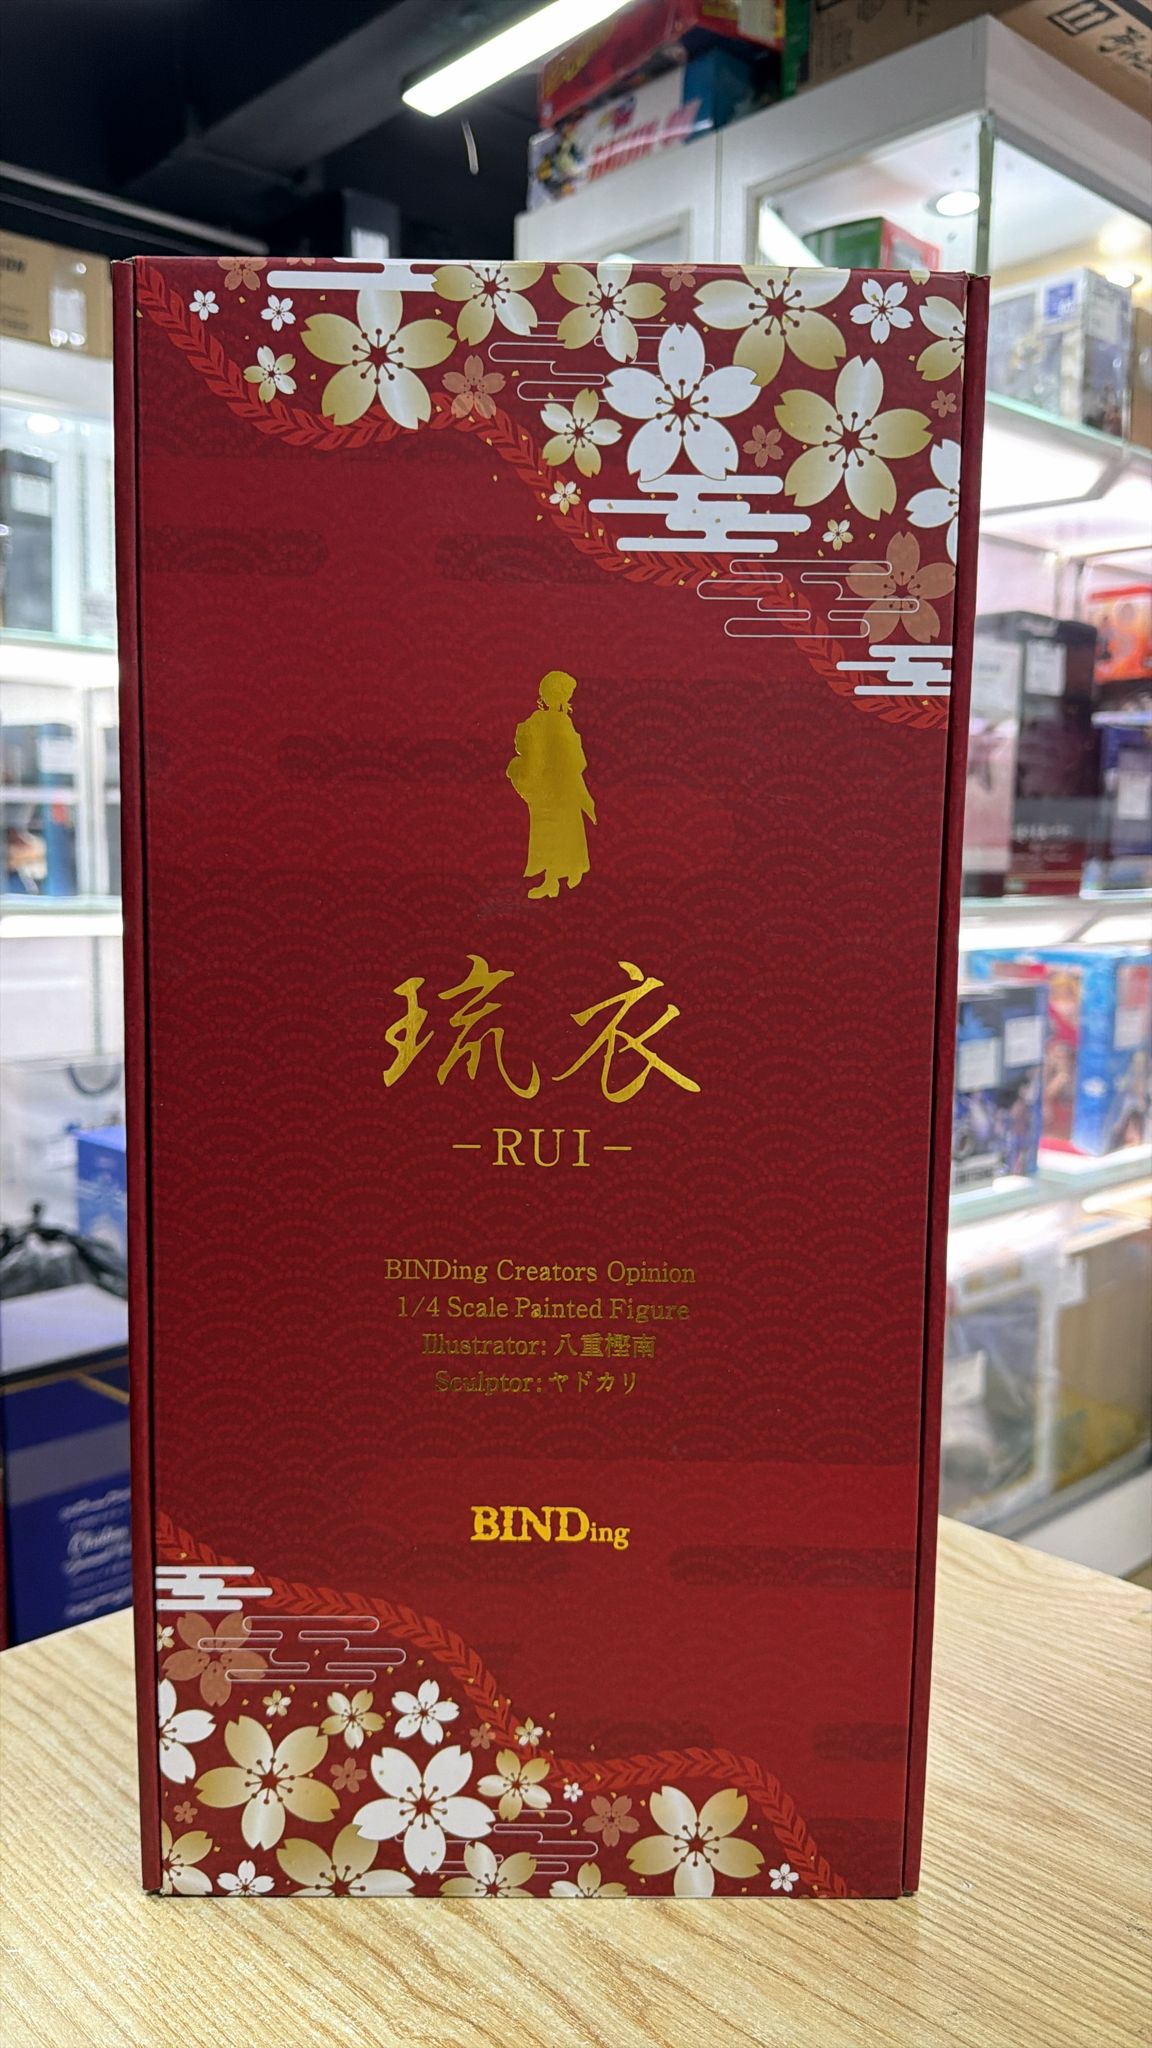 琉衣
-RUI-
BINDing Creators Opinion
1/4 Scale Painted Figure
Illustrator: 八重樫南
Sculptor: ヤドカリ
BINDing